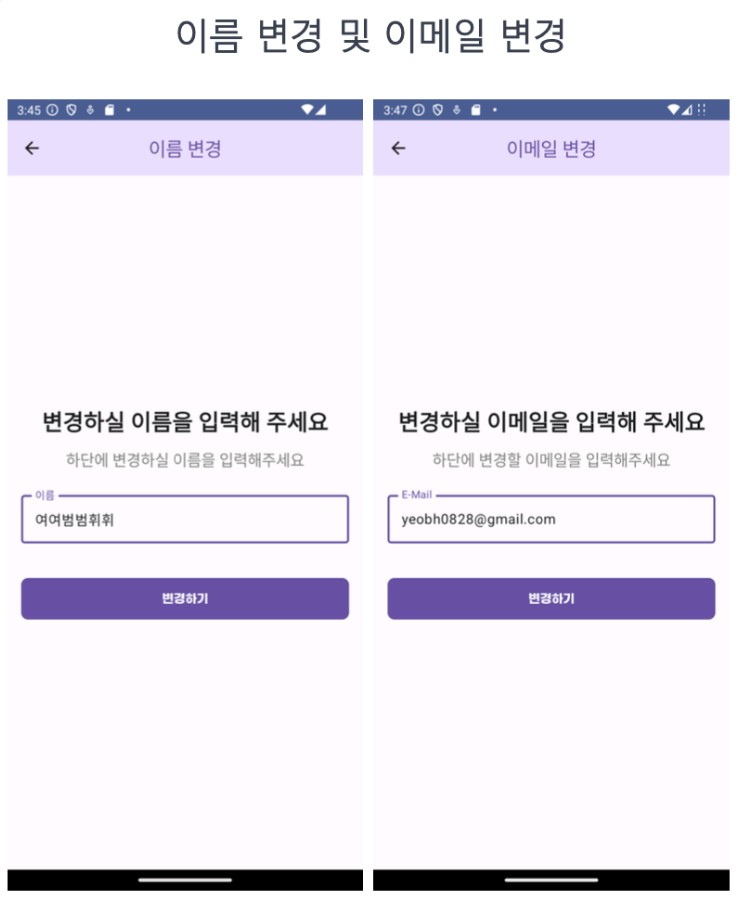 이름 변경 및 이메일 변경
3:45
이름 변경
변경하실 이름을 입력해 주세요
하단에 변경하실 이름을 입력해주세요
이름
여여범범휘휘
변경하기
3:47
이메일 변경
변경하실 이메일을 입력해 주세요
하단에 변경할 이메일을 입력해주세요
E-Mail
yeobh0828@gmail.com
변경하기